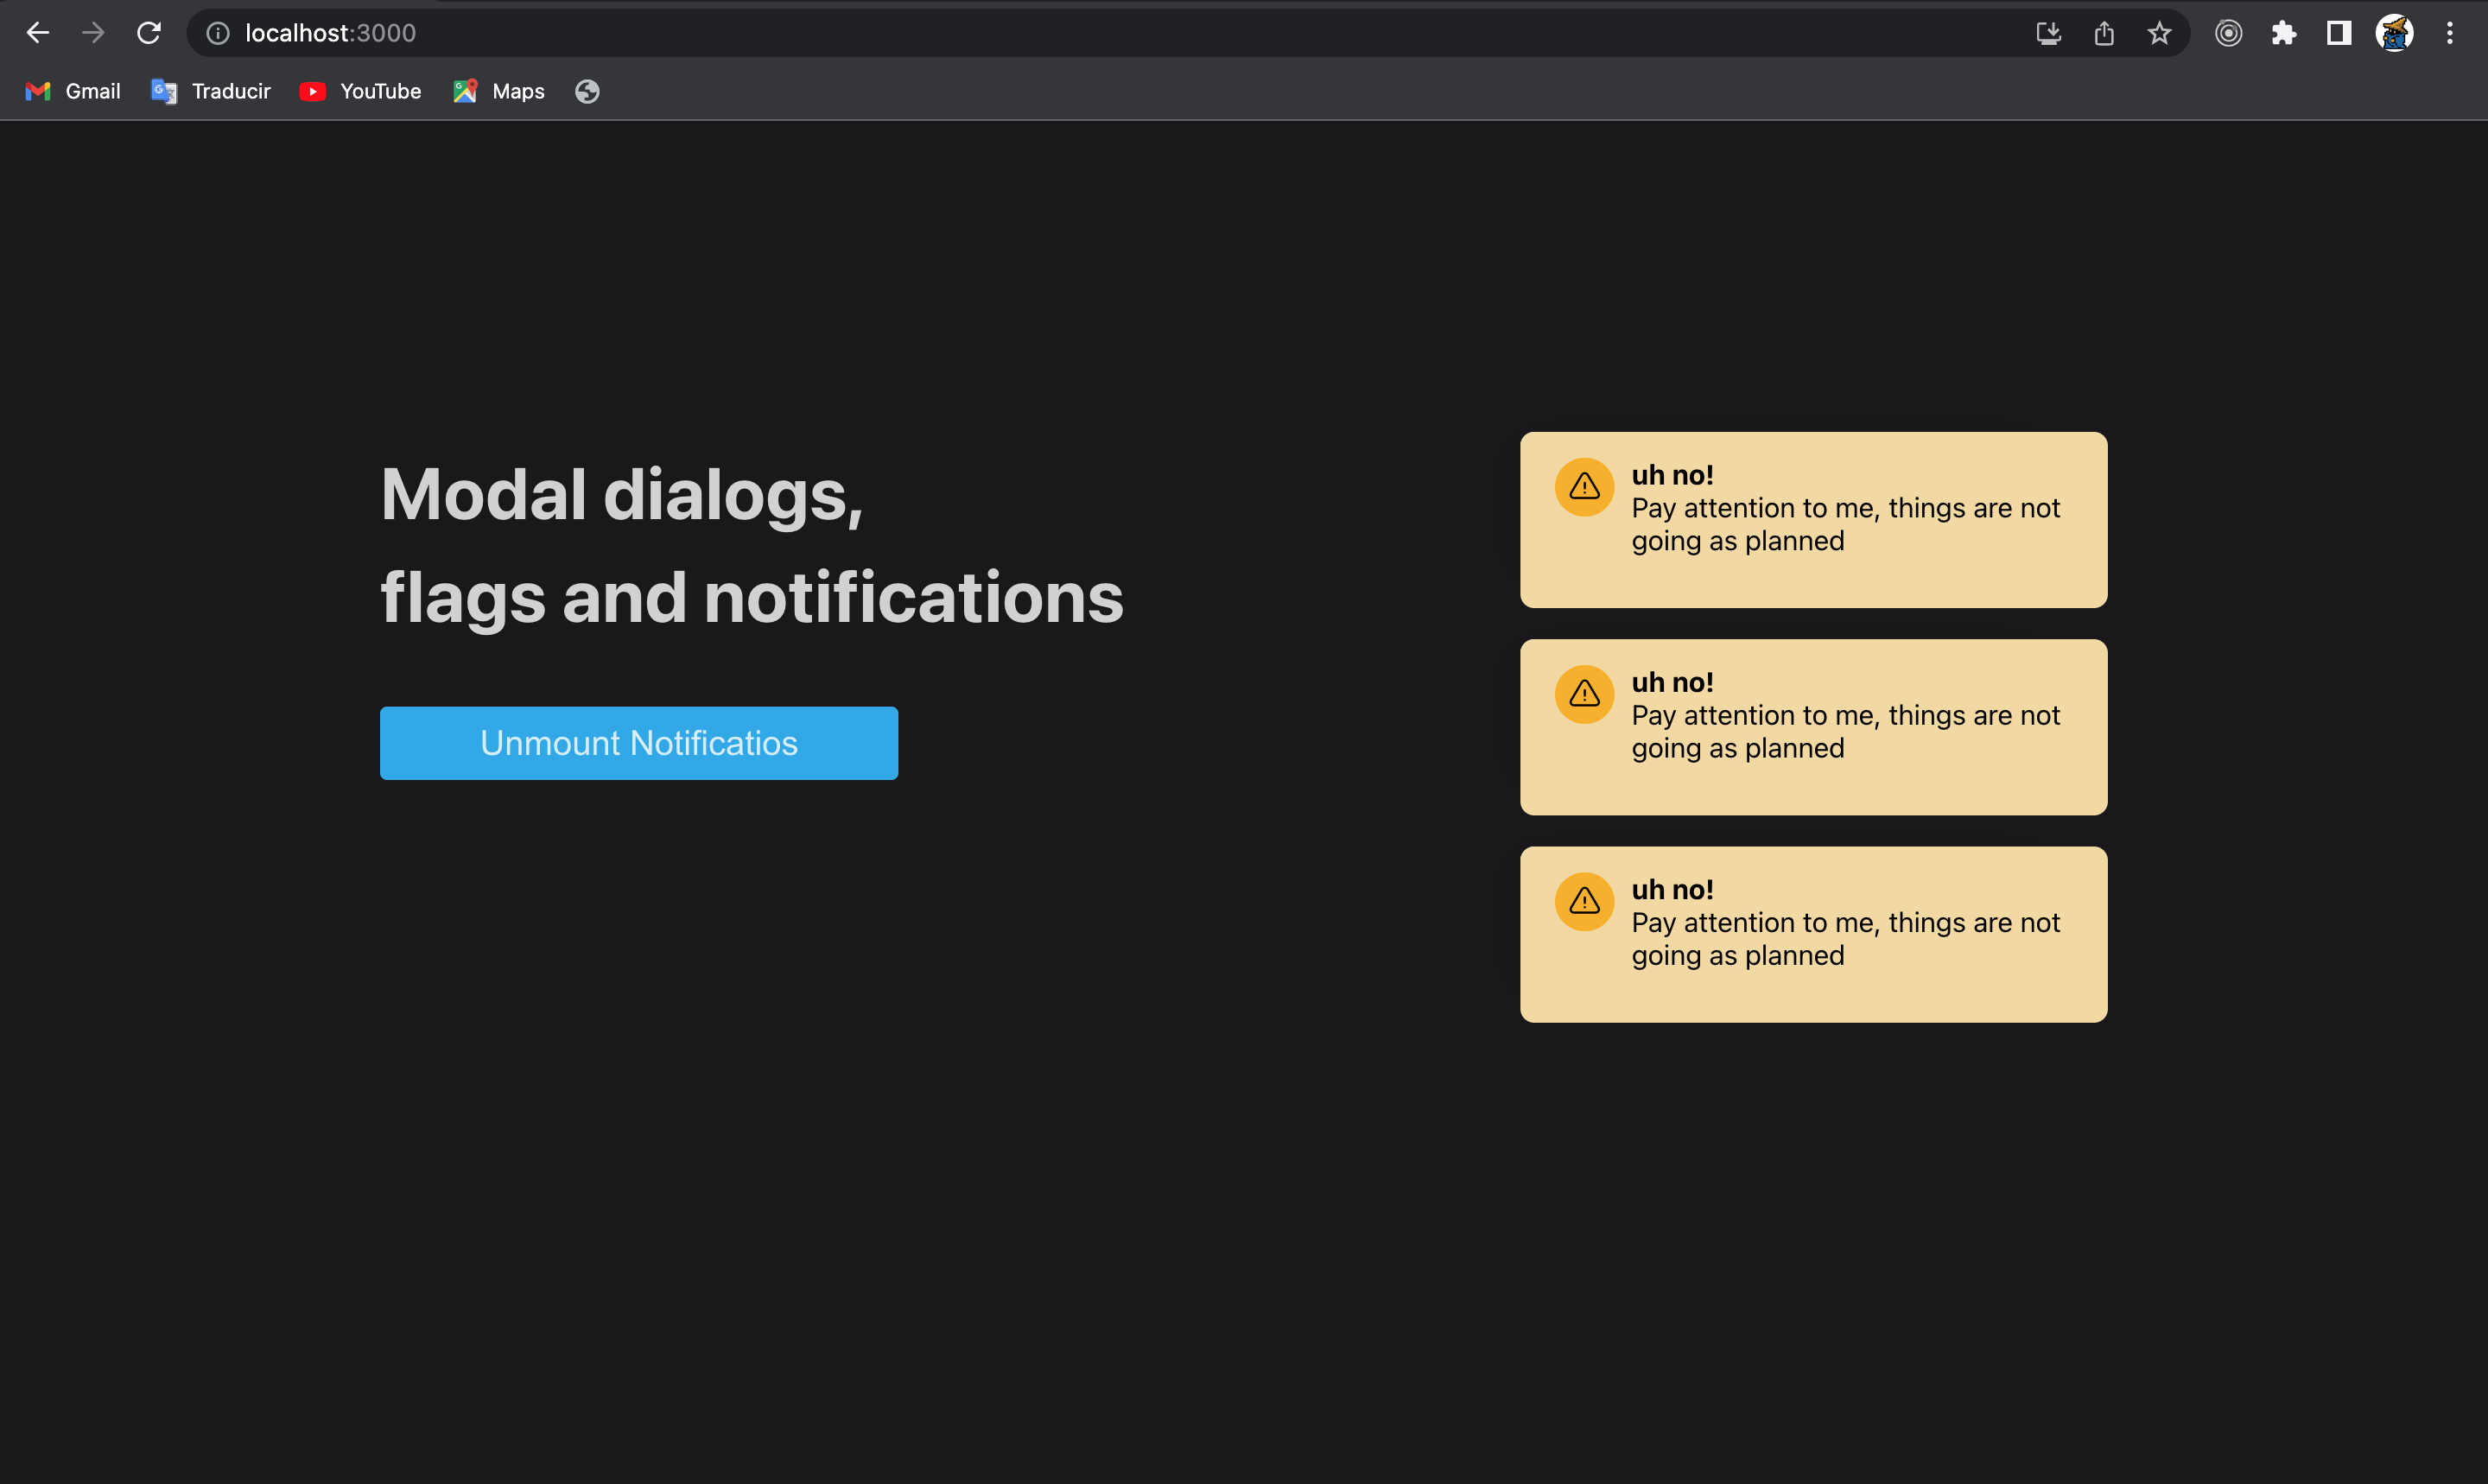 localhost:3000
Gmail Traducir YouTube Maps
Modal dialogs,
flags and notifications
Unmount Notificatios
uh no!
Pay attention to me, things are not
going as planned
uh no!
Pay attention to me, things are not
going as planned
uh no!
Pay attention to me, things are not
going as planned